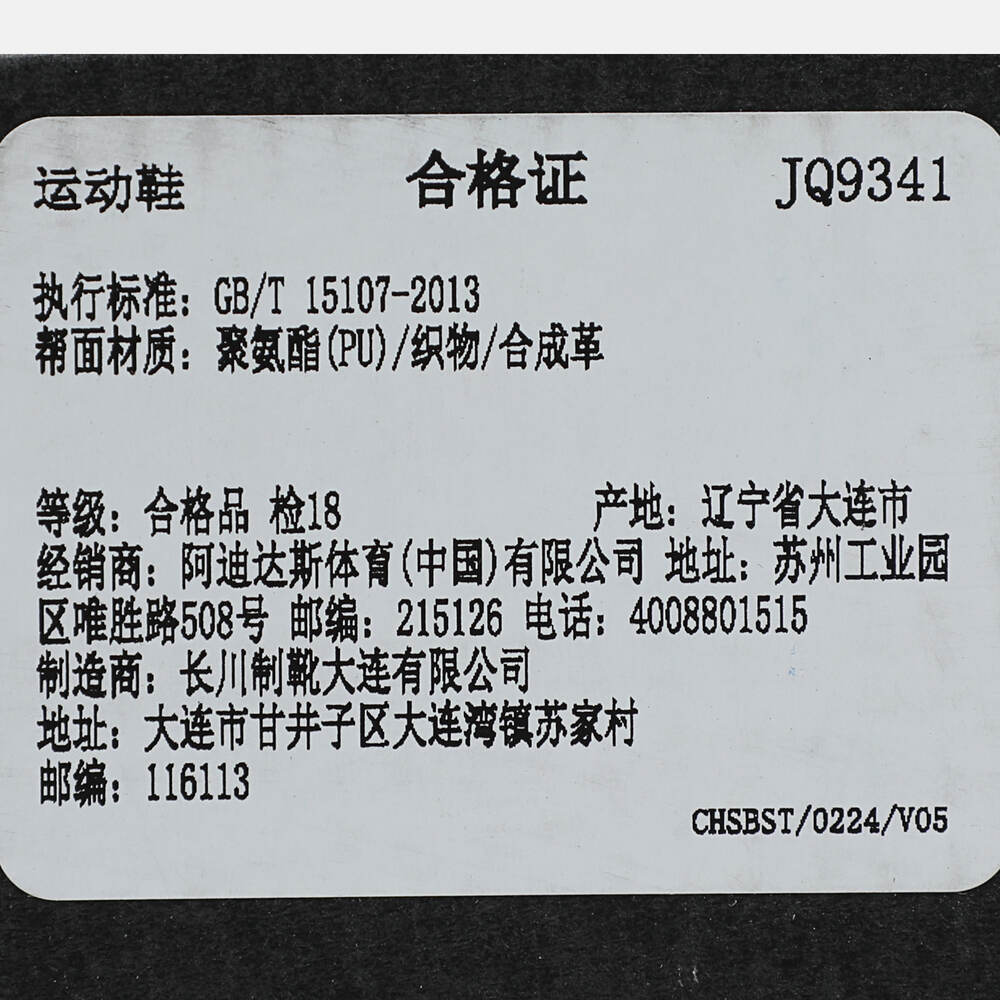 运动鞋 合格证 JQ9341
执行标准: GB/T 15107-2013
帮面材质: 聚氨酯(PU)/织物/合成革
等级: 合格品 检18 产地: 辽宁省大连市
经销商: 阿迪达斯体育(中国)有限公司 地址: 苏州工业园
区唯胜路508号 邮编: 215126 电话: 4008801515
制造商: 长川制靴大连有限公司
地址: 大连市甘井子区大连湾镇苏家村
邮编: 116113
CHSBST/0224/V05